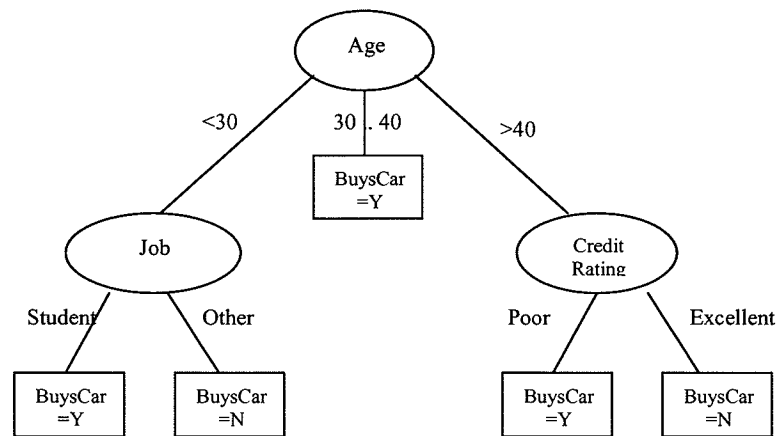 Age
<30
30 .. 40
>40
BuysCar
=Y
Job
Credit
Rating
Student
Other
Poor
Excellent
BuysCar
=Y
BuysCar
=N
BuysCar
=Y
BuysCar
=N